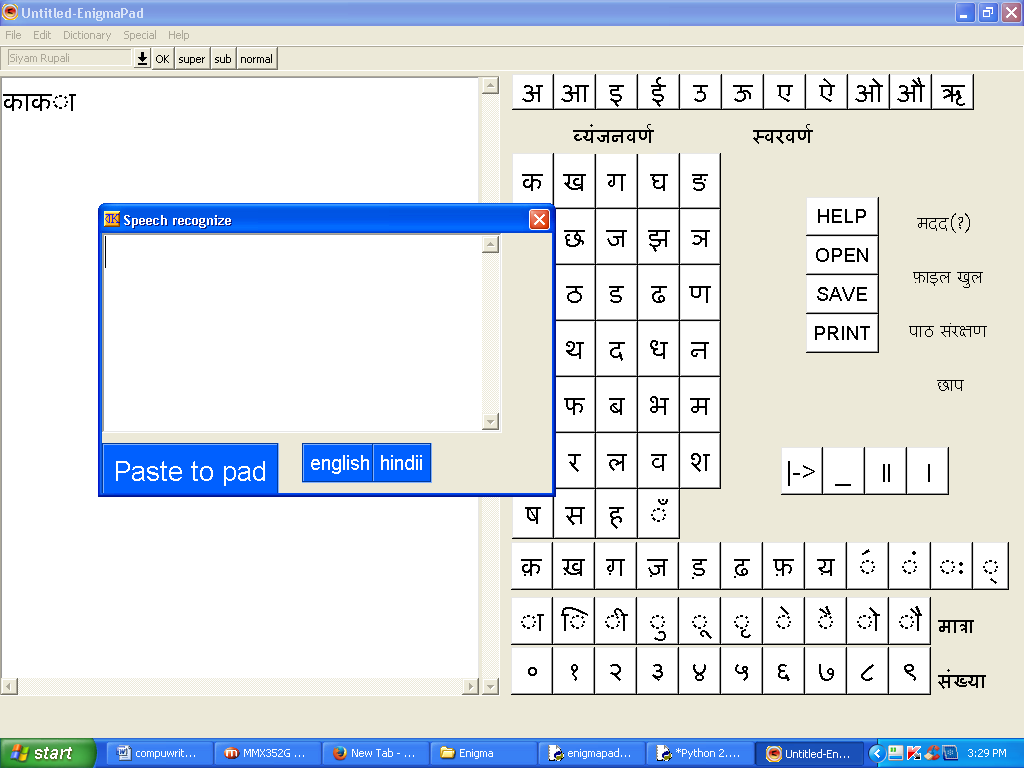 Untitled-EnigmaPad
File Edit Dictionary Special Help
Siyam Rupali OK super sub normal
काकाा
अ आ इ ई उ ऊ ए ऐ ओ औ ऋ
व्यंजनवर्ण स्वरवर्ण
क ख ग घ ङ
छ ज झ ञ
ठ ड ढ ण
थ द ध न
फ ब भ म
र ल व श
ष स ह ँ
क़ ख़ ग़ ज़ ड़ ढ़ फ़ य़ ॔ ं ः ्
ा ि ी ु ू ृ े ै ो ौ मात्रा
० १ २ ३ ४ ५ ६ ७ ८ ९ संख्या
HELP मदद(?)
OPEN फ़ाइल खुल
SAVE पाठ संरक्षण
PRINT छाप
|-> _ || |
Speech recognize
Paste to pad english hindii
start compuwrit... MMX352G ... New Tab - ... Enigma enigmapad... *Python 2.... Untitled-En... 3:29 PM